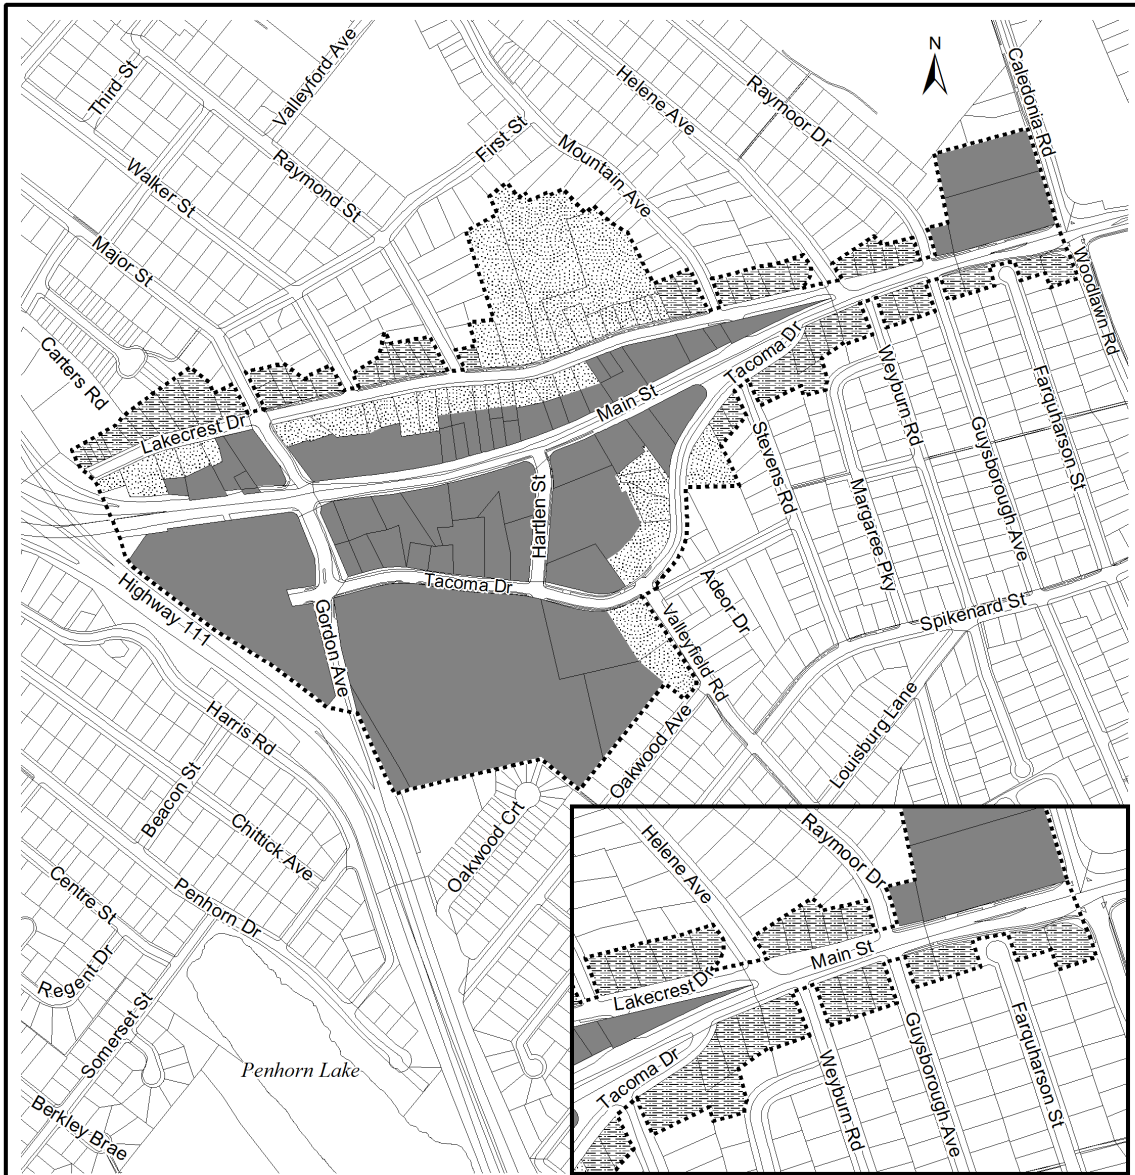 N
Third St
Valleyford Ave
Helene Ave
Raymoor Dr
Caledonia Rd
First St
Walker St
Raymond St
Mountain Ave
Major St
Woodlawn Rd
Carters Rd
Lakecrest Dr
Main St
Tacoma Dr
Weyburn Rd
Farquharson St
Stevens Rd
Guysborough Ave
Hartlen St
Margaree Pky
Tacoma Dr
Adeor Dr
Highway 111
Gordon Ave
Valleyfield Rd
Spikenard St
Harris Rd
Oakwood Ave
Louisburg Lane
Beacon St
Chittick Ave
Oakwood Crt
Centre St
Penhorn Dr
Regent Dr
Somerset St
Penhorn Lake
Berkley Brae
Helene Ave
Raymoor Dr
Main St
Lakecrest Dr
Tacoma Dr
Weyburn Rd
Guysborough Ave
Farquharson St